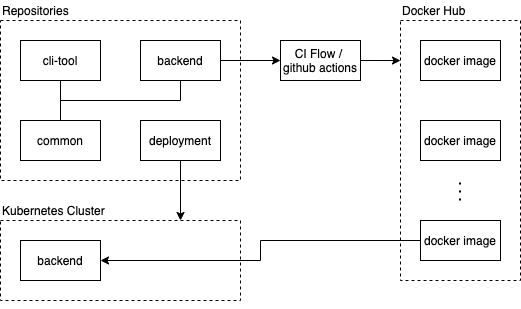 Repositories
Docker Hub
cli-tool
backend
CI Flow /
github actions
docker image
common
deployment
docker image
Kubernetes Cluster
backend
docker image